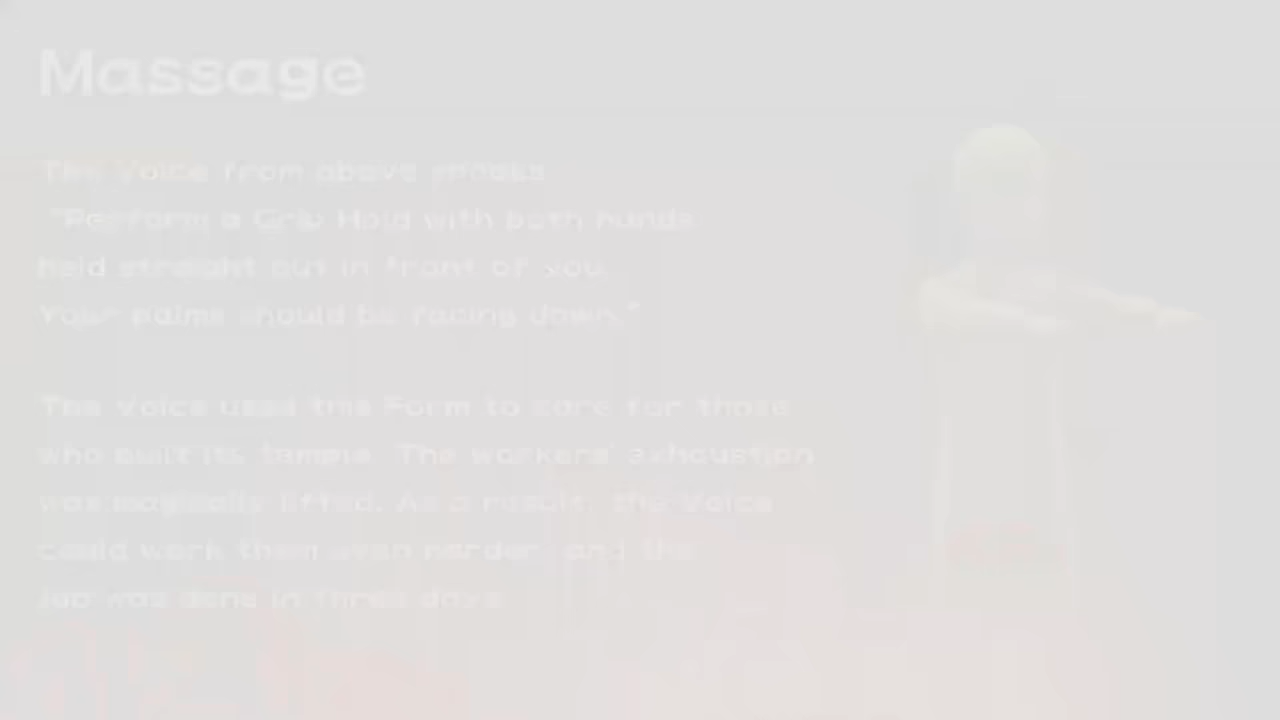 Massage
The Voice from above speaks
"Perform a Grip Hold with both hands
held straight out in front of you.
Your palms should be facing down."
The Voice uses this Form to care for those
who built its temple. The workers' exhaustion
was magically lifted. As a result, the Voice
could work them even harder, and the
job was done in three days.